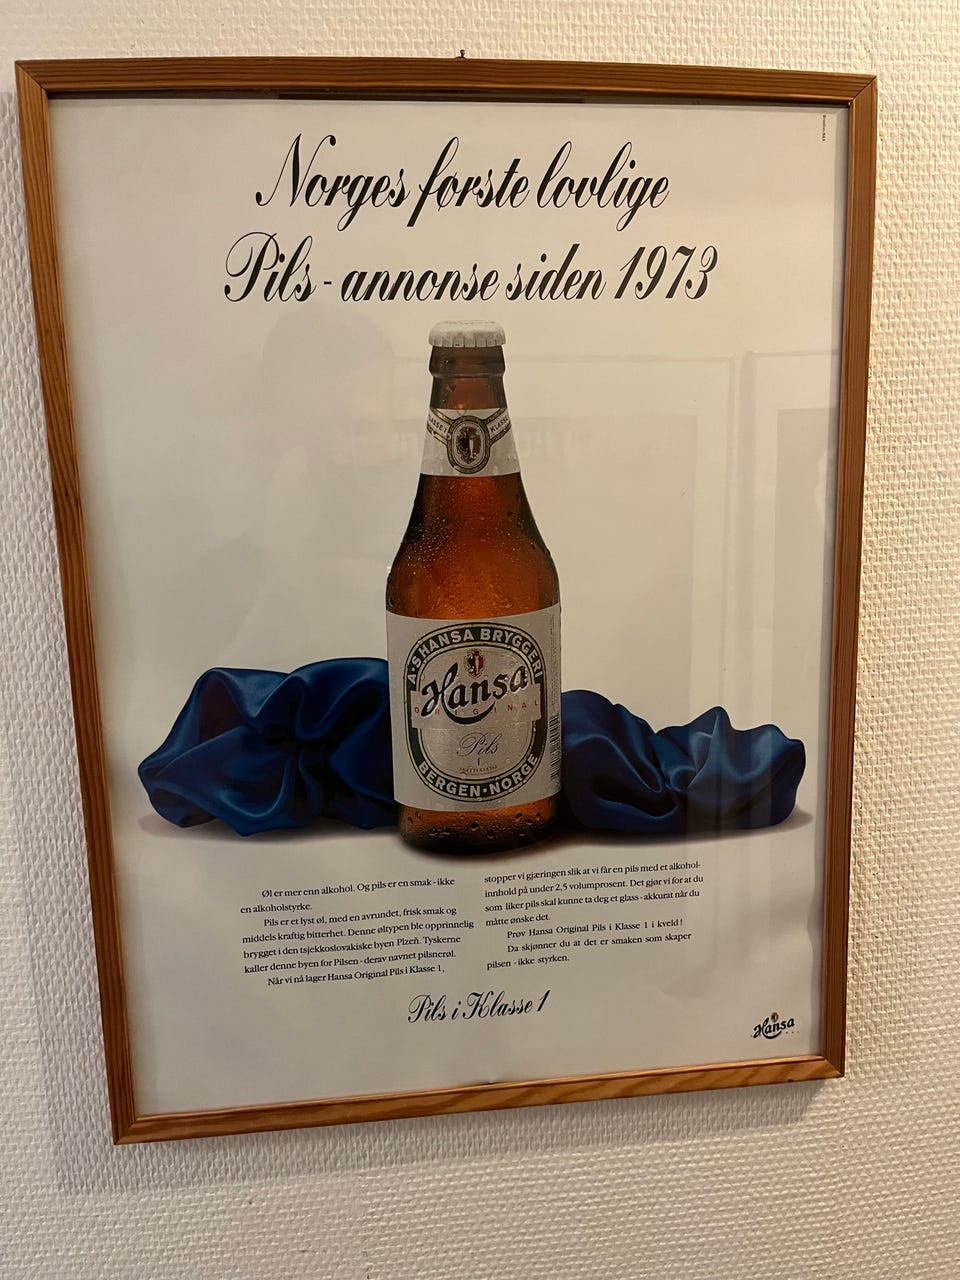 Norges første lovlige
Pils - annonse siden 1973
KLASSE 1
KLASSE
A·S HANSA BRYGGERI
Hansa
ORIGINAL
Pils
1
BERGEN · NORGE
Øl er mer enn alkohol. Og pils er en smak - ikke
en alkoholstyrke.
Pils er et lyst øl, med en avrundet, frisk smak og
middels kraftig bitterhet. Denne øltypen ble opprinnelig
brygget i den tsjekkoslovakiske byen Plzeň. Tyskerne
kaller denne byen for Pilsen - derav navnet pilsnerøl.
Når vi nå lager Hansa Original Pils i Klasse 1,
stopper vi gjæringen slik at vi får en pils med et alkohol-
innhold på under 2,5 volumprosent. Det gjør vi for at du
som liker pils skal kunne ta deg et glass - akkurat når du
måtte ønske det.
Prøv Hansa Original Pils i Klasse 1 i kveld !
Da skjønner du at det er smaken som skaper
pilsen - ikke styrken.
Pils i Klasse 1
Hansa